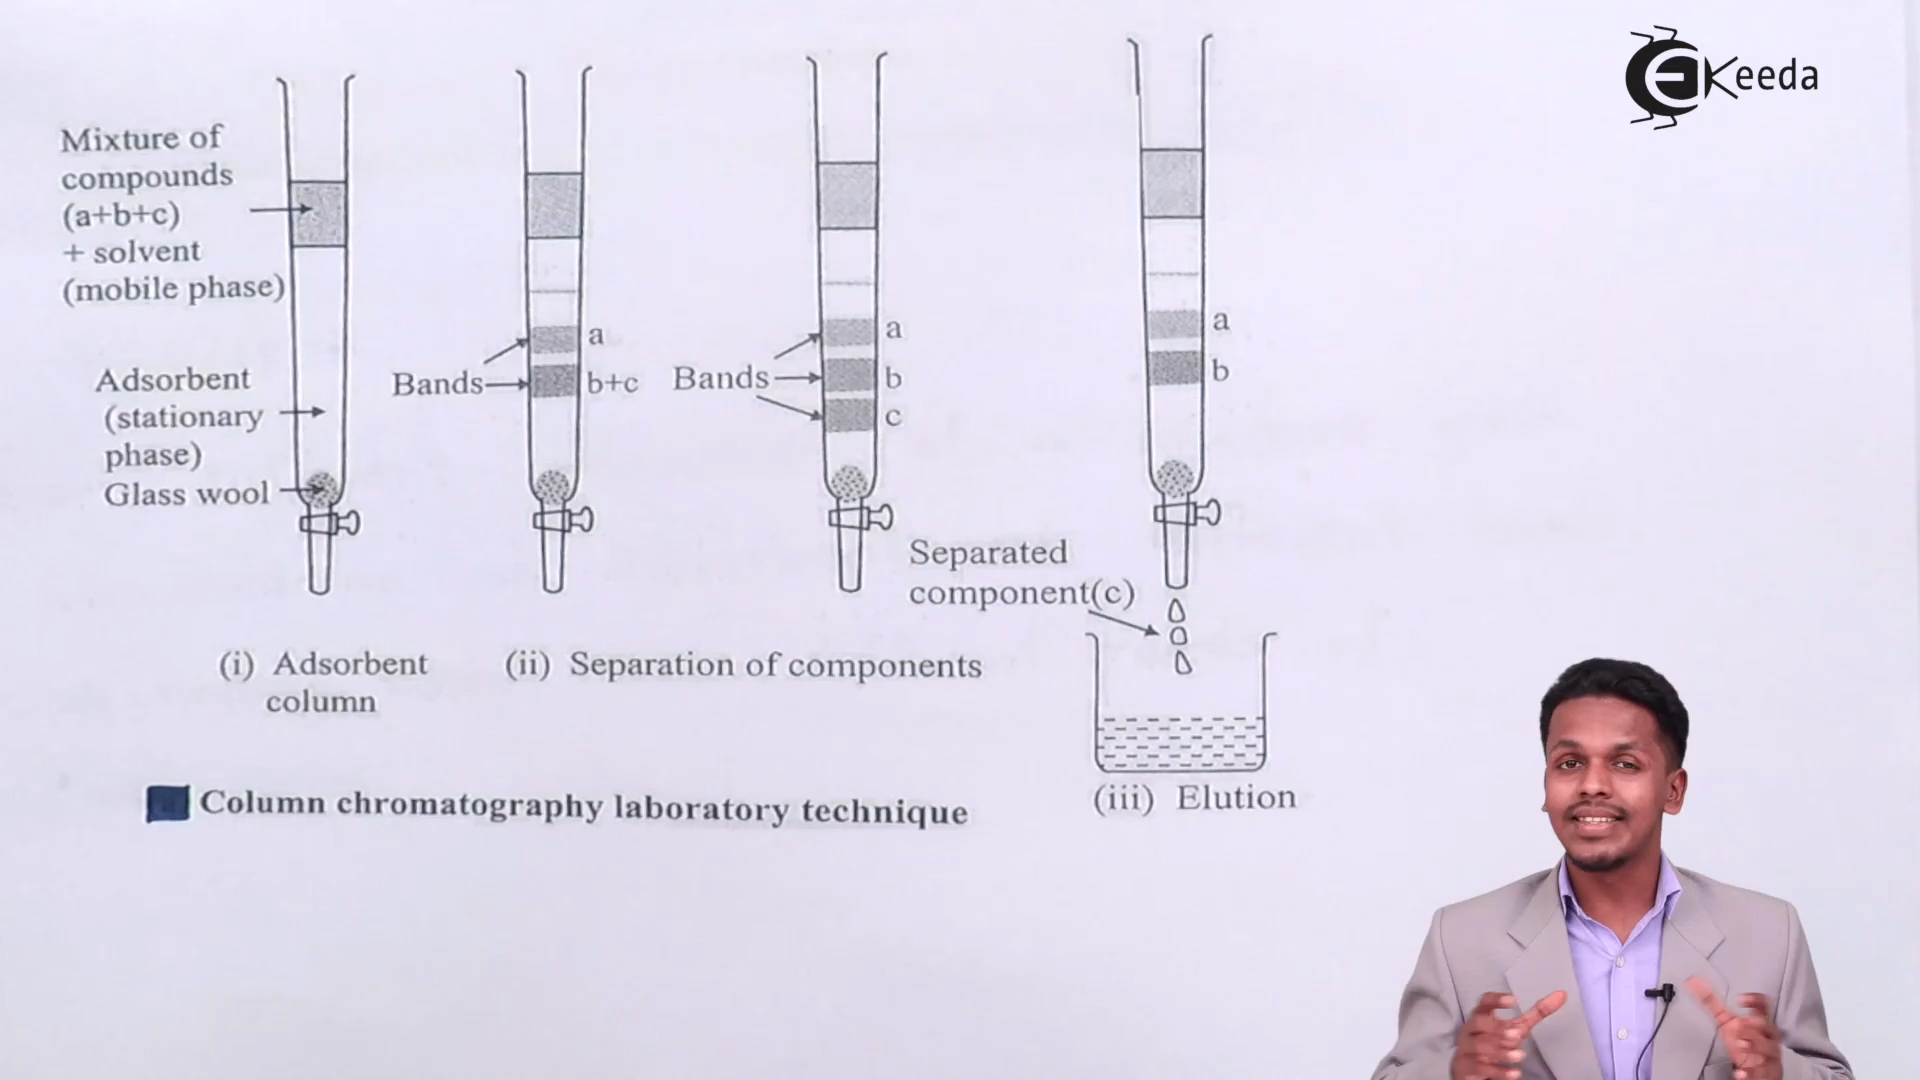 Keeda
Mixture of
compounds
(a+b+c)
+ solvent
(mobile phase)
Adsorbent
(stationary
phase)
Glass wool
Bands
a
b+c
Bands
a
b
c
a
b
Separated
component(c)
(i) Adsorbent
column
(ii) Separation of components
(iii) Elution
Column chromatography laboratory technique